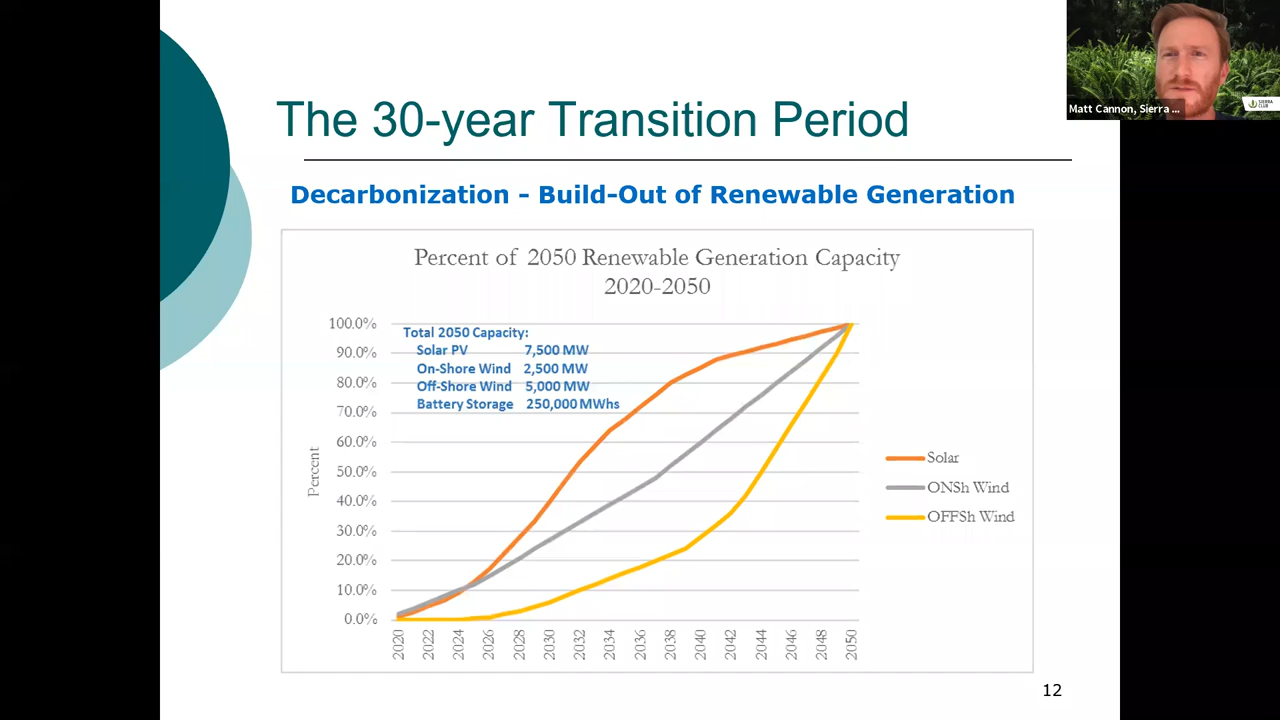 The 30-year Transition Period
Matt Cannon, Sierra ...
SIERRA
CLUB
Decarbonization - Build-Out of Renewable Generation
Percent of 2050 Renewable Generation Capacity
2020-2050
Total 2050 Capacity:
Solar PV 7,500 MW
On-Shore Wind 2,500 MW
Off-Shore Wind 5,000 MW
Battery Storage 250,000 MWhs
100.0%
90.0%
80.0%
70.0%
60.0%
50.0%
40.0%
30.0%
20.0%
10.0%
0.0%
Percent
2020 2022 2024 2026 2028 2030 2032 2034 2036 2038 2040 2042 2044 2046 2048 2050
Solar
ONSh Wind
OFFSh Wind
12